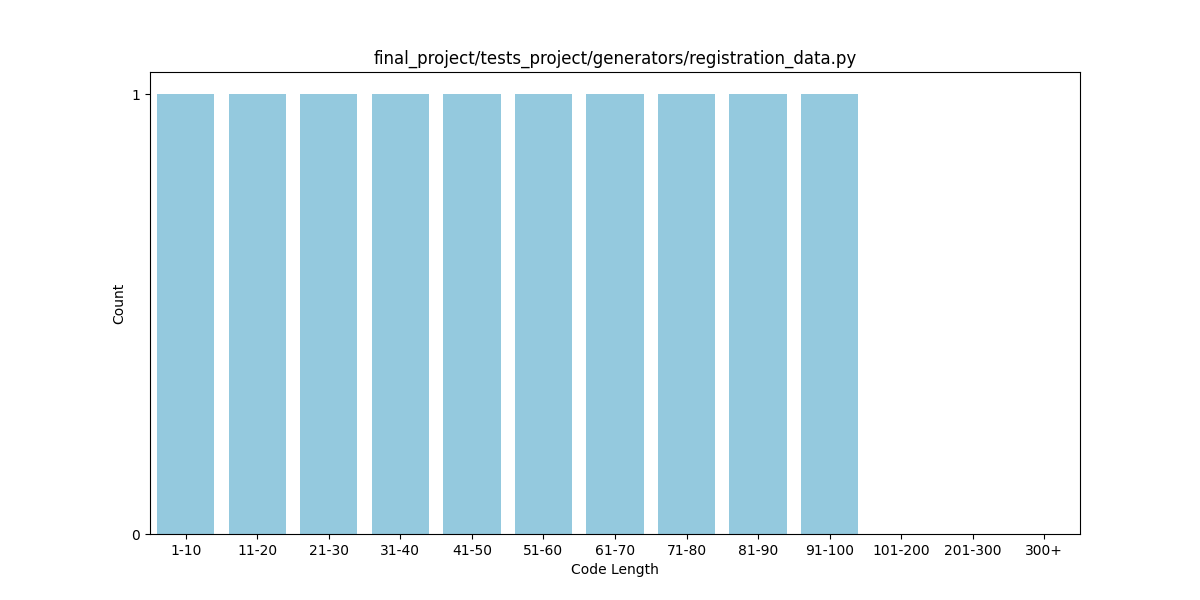 final_project/tests_project/generators/registration_data.py
1
Count
0
1-10 11-20 21-30 31-40 41-50 51-60 61-70 71-80 81-90 91-100 101-200 201-300 300+
Code Length